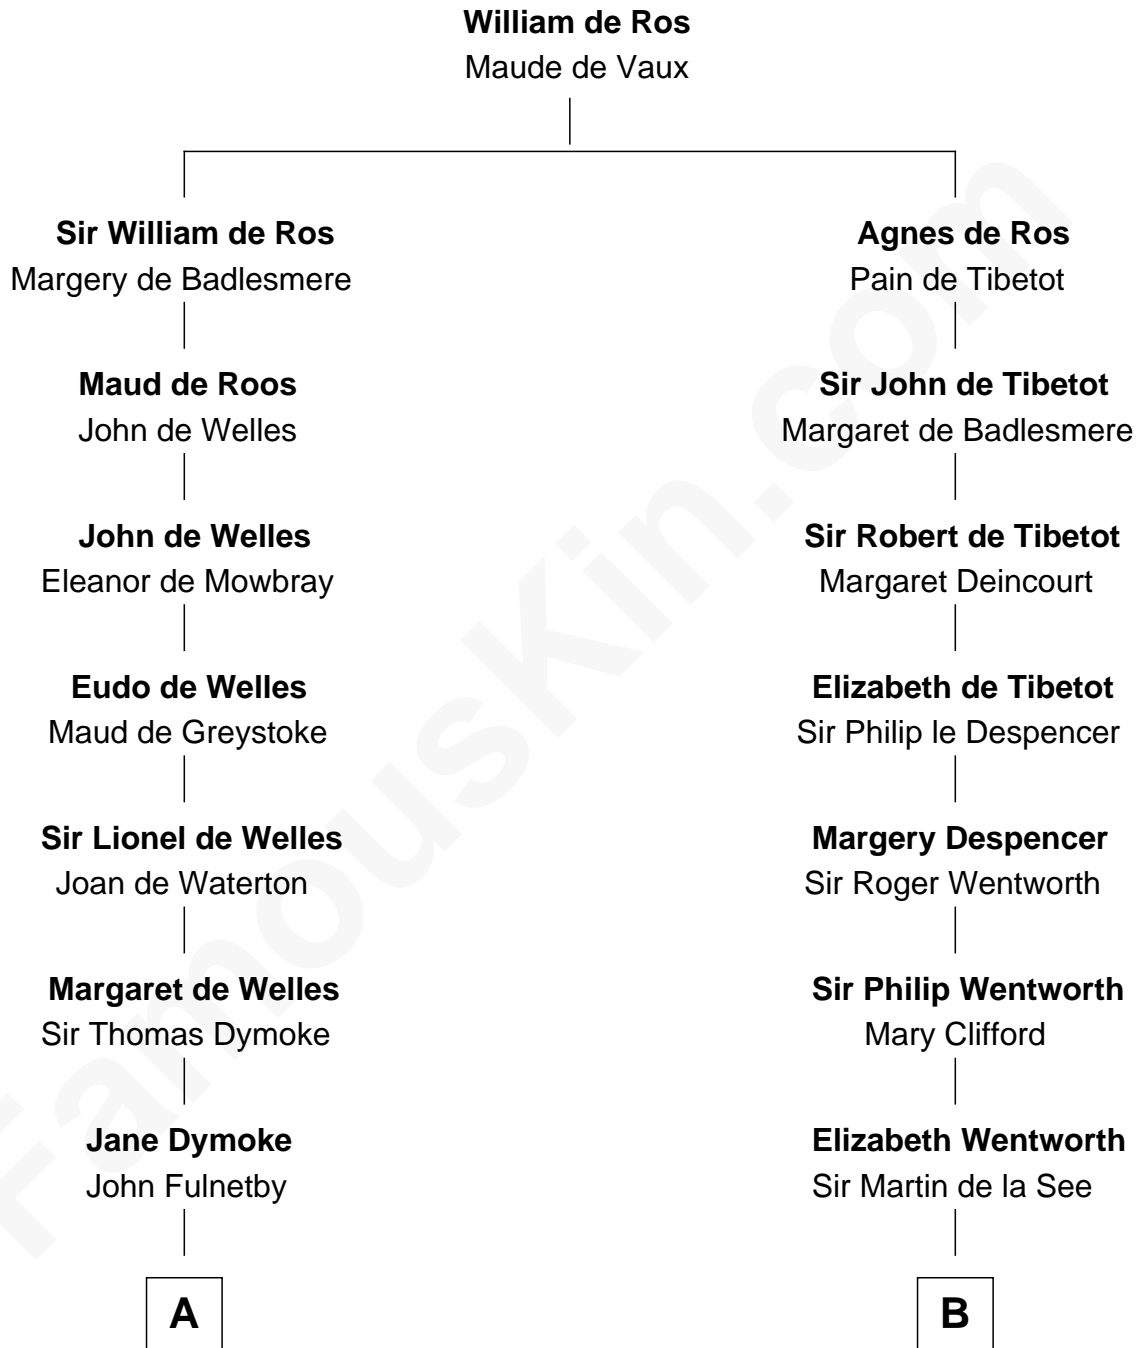 William de Ros
Maude de Vaux
Sir William de Ros
Margery de Badlesmere
Maud de Roos
John de Welles
John de Welles
Eleanor de Mowbray
Eudo de Welles
Maud de Greystoke
Sir Lionel de Welles
Joan de Waterton
Margaret de Welles
Sir Thomas Dymoke
Jane Dymoke
John Fulnetby
A
Agnes de Ros
Pain de Tibetot
Sir John de Tibetot
Margaret de Badlesmere
Sir Robert de Tibetot
Margaret Deincourt
Elizabeth de Tibetot
Sir Philip le Despencer
Margery Despencer
Sir Roger Wentworth
Sir Philip Wentworth
Mary Clifford
Elizabeth Wentworth
Sir Martin de la See
B
FamousKin.com